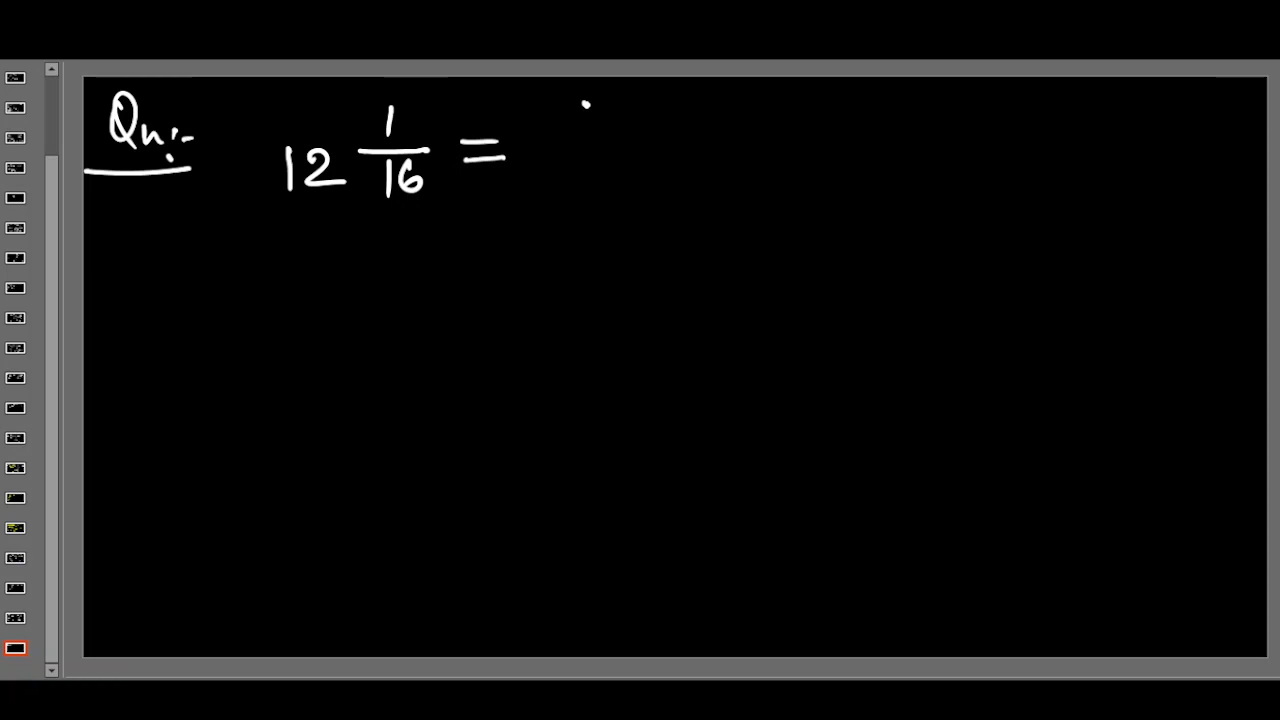 Qn:- 12 1/16 =